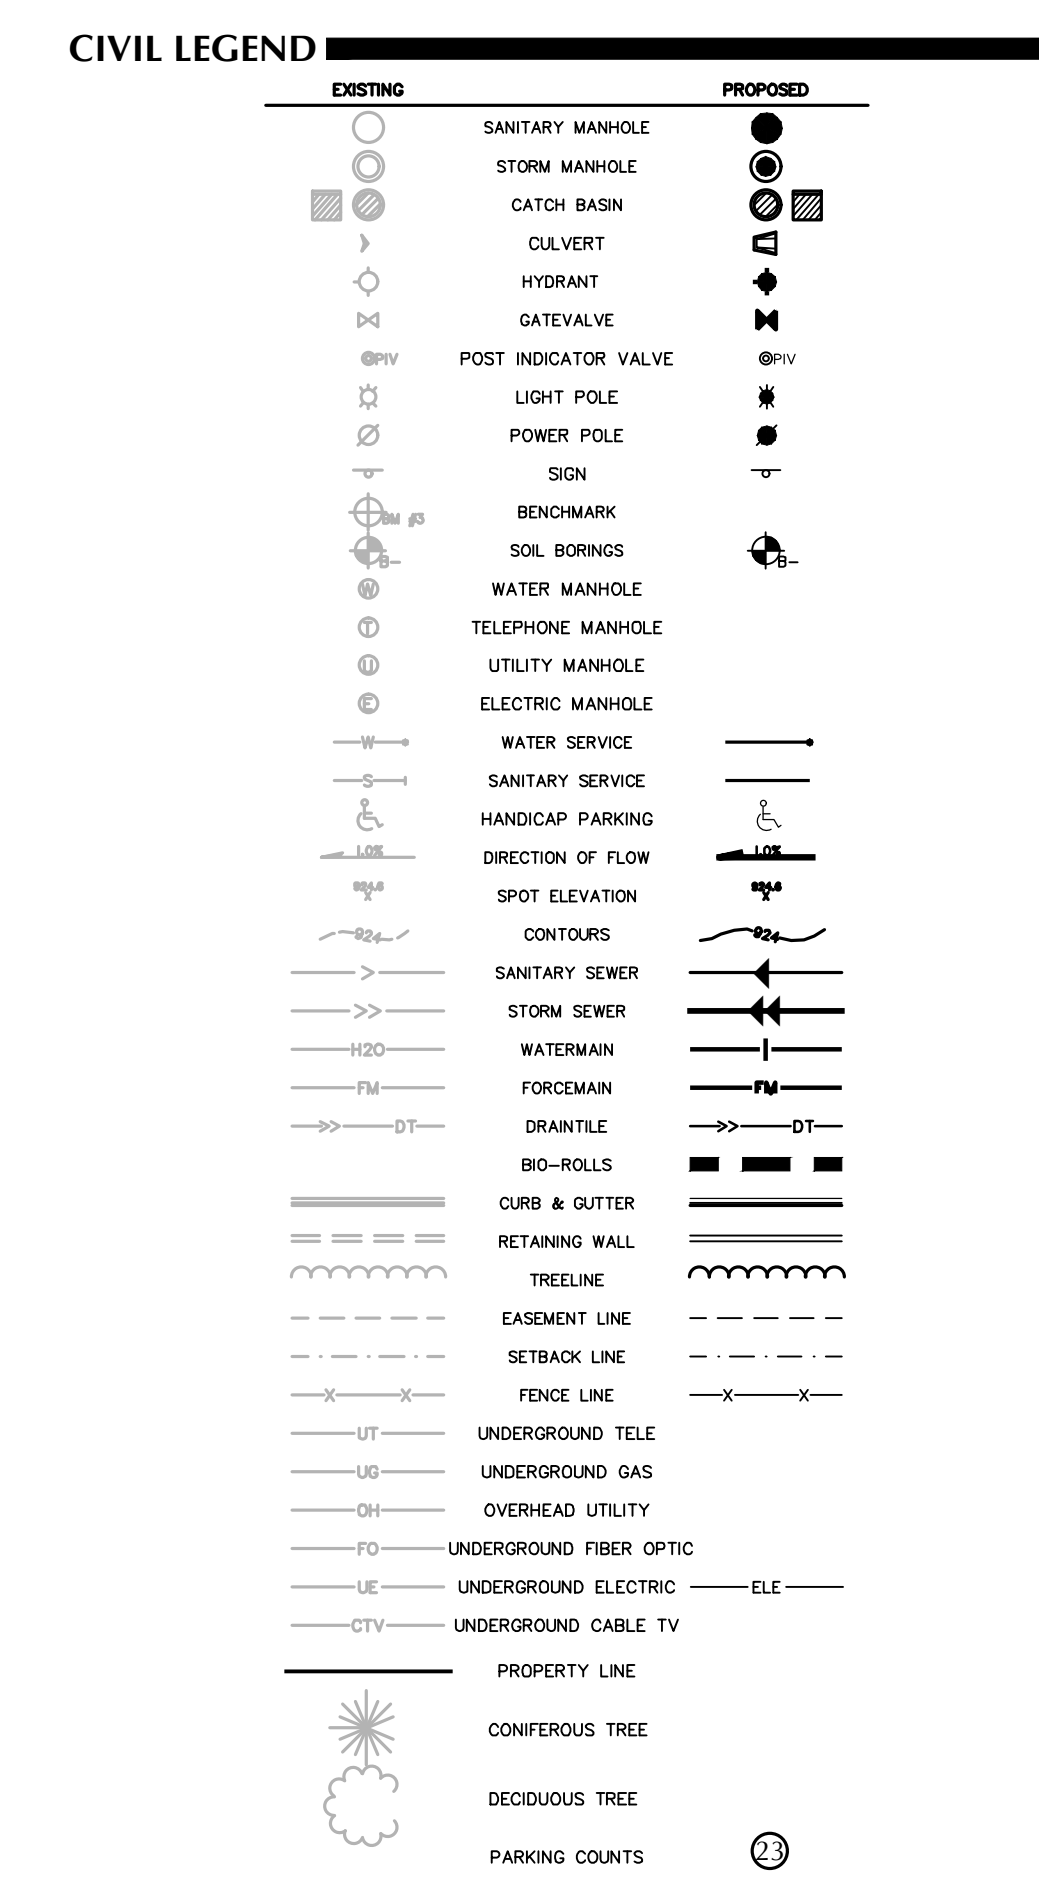 CIVIL LEGEND
EXISTING PROPOSED
SANITARY MANHOLE
STORM MANHOLE
CATCH BASIN
CULVERT
HYDRANT
GATEVALVE
PIV POST INDICATOR VALVE PIV
LIGHT POLE
POWER POLE
SIGN
BM #3 BENCHMARK
B- SOIL BORINGS B-
W WATER MANHOLE
T TELEPHONE MANHOLE
U UTILITY MANHOLE
E ELECTRIC MANHOLE
W WATER SERVICE
S SANITARY SERVICE
HANDICAP PARKING
1.0% DIRECTION OF FLOW 1.0%
924.6 X SPOT ELEVATION 924.6 X
924 CONTOURS 924
> SANITARY SEWER
>> STORM SEWER
H2O WATERMAIN
FM FORCEMAIN FM
>> DT DRAINTILE >> DT
BIO-ROLLS
CURB & GUTTER
RETAINING WALL
TREELINE
EASEMENT LINE
SETBACK LINE
X X FENCE LINE X X
UT UNDERGROUND TELE
UG UNDERGROUND GAS
OH OVERHEAD UTILITY
FO UNDERGROUND FIBER OPTIC
UE UNDERGROUND ELECTRIC ELE
CTV UNDERGROUND CABLE TV
PROPERTY LINE
CONIFEROUS TREE
DECIDUOUS TREE
PARKING COUNTS 23